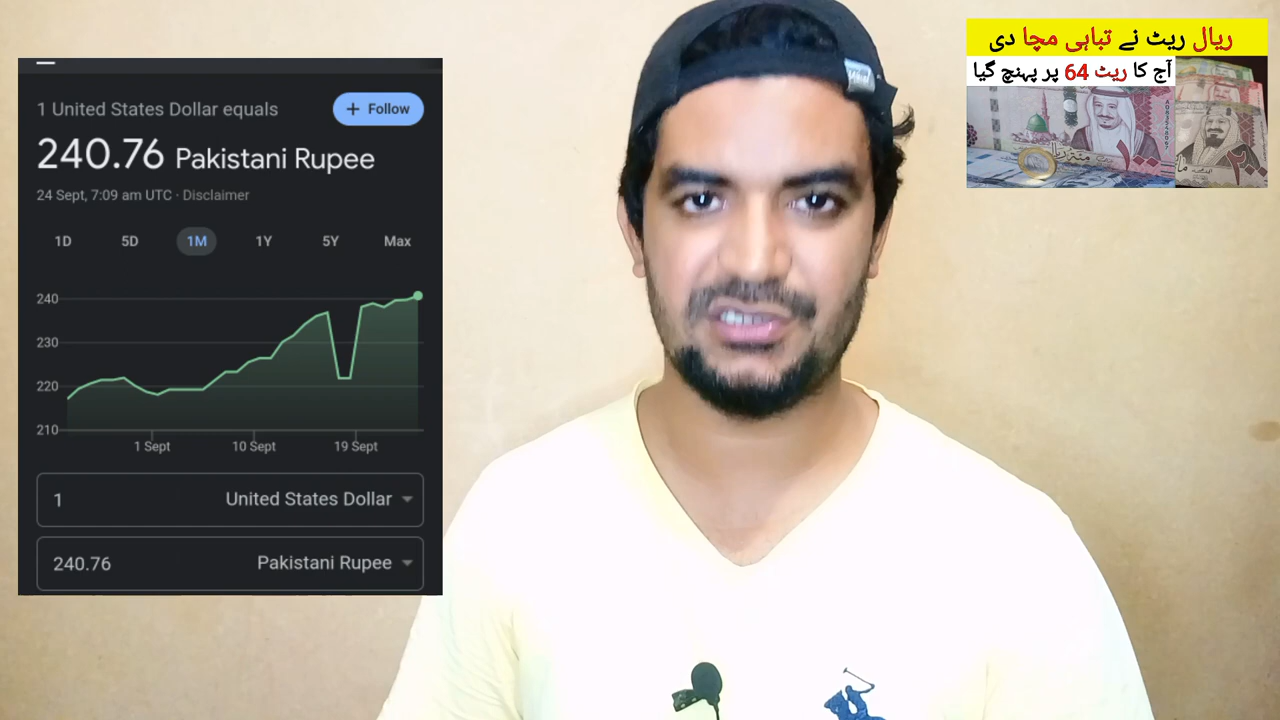 1 United States Dollar equals
+ Follow
240.76 Pakistani Rupee
24 Sept, 7:09 am UTC · Disclaimer
1D 5D 1M 1Y 5Y Max
240
230
220
210
1 Sept 10 Sept 19 Sept
1 United States Dollar
240.76 Pakistani Rupee
ریال ریٹ نے تباہی مچا دی
آج کا ریٹ 64 پر پہنچ گیا